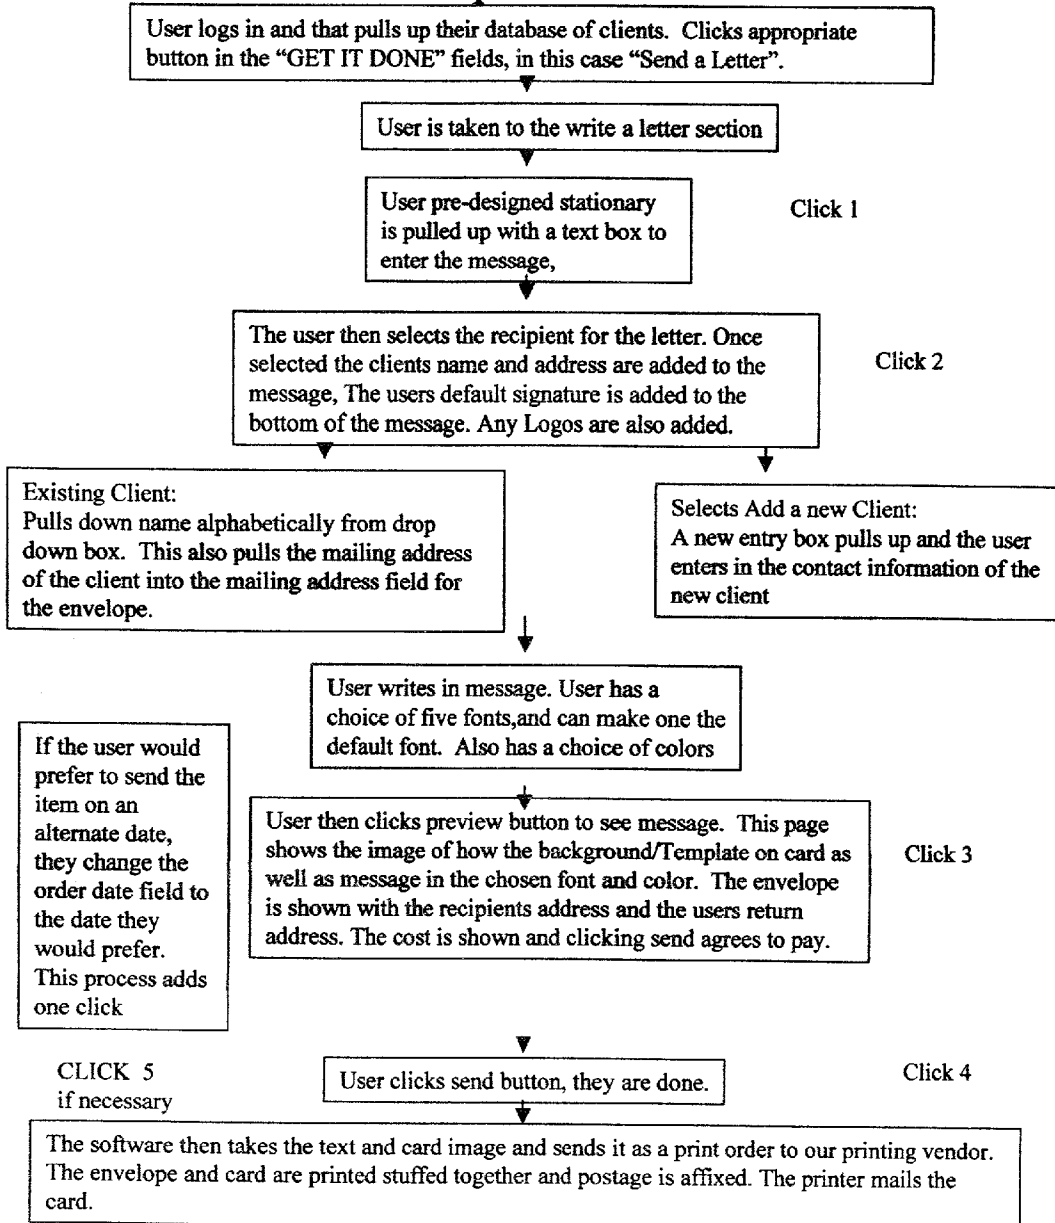 User logs in and that pulls up their database of clients.  Clicks appropriate
button in the “GET IT DONE” fields, in this case “Send a Letter”.
User is taken to the write a letter section
User pre-designed stationary
is pulled up with a text box to
enter the message,
Click 1
The user then selects the recipient for the letter. Once
selected the clients name and address are added to the
message, The users default signature is added to the
bottom of the message. Any Logos are also added.
Click 2
Existing Client:
Pulls down name alphabetically from drop
down box.  This also pulls the mailing address
of the client into the mailing address field for
the envelope.
Selects Add a new Client:
A new entry box pulls up and the user
enters in the contact information of the
new client
User writes in message. User has a
choice of five fonts,and can make one the
default font.  Also has a choice of colors
If the user would
prefer to send the
item on an
alternate date,
they change the
order date field to
the date they
would prefer.
This process adds
one click
User then clicks preview button to see message.  This page
shows the image of how the background/Template on card as
well as message in the chosen font and color.  The envelope
is shown with the recipients address and the users return
address. The cost is shown and clicking send agrees to pay.
Click 3
CLICK  5
if necessary
User clicks send button, they are done.
Click 4
The software then takes the text and card image and sends it as a print order to our printing vendor.
The envelope and card are printed stuffed together and postage is affixed. The printer mails the
card.